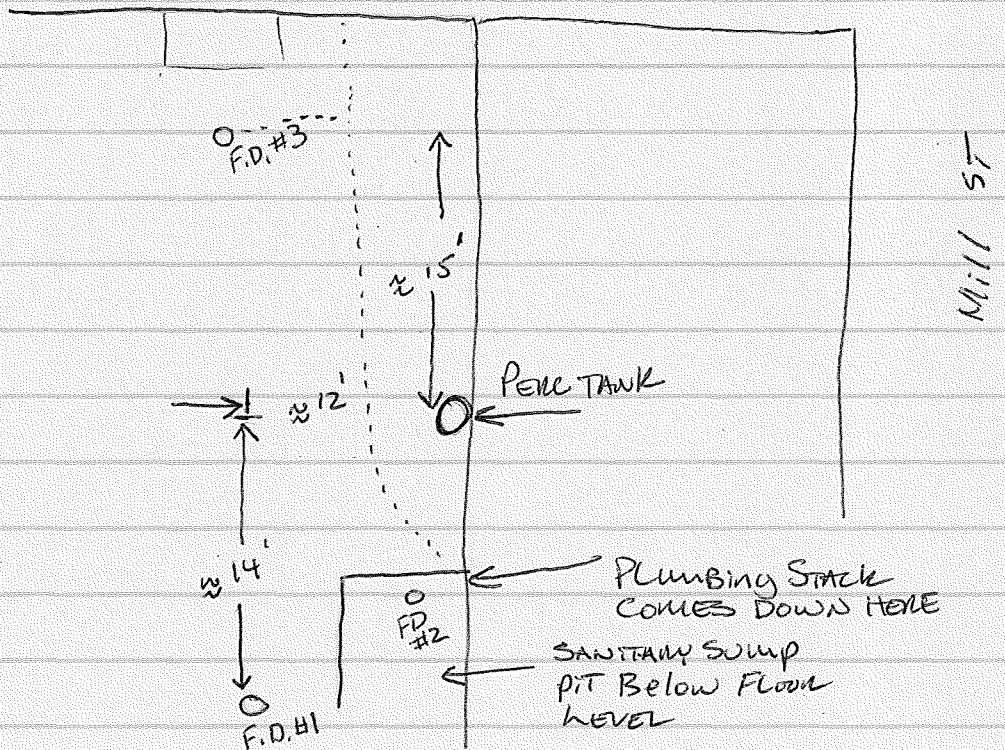 F.D. #3
≈ 15'
Mill ST
PERC TANK
≈ 12'
≈ 14'
PLUMBING STACK
COMES DOWN HERE
FD
#2
SANITARY SUMP
PIT BELOW FLOOR
LEVEL
F.D. #1